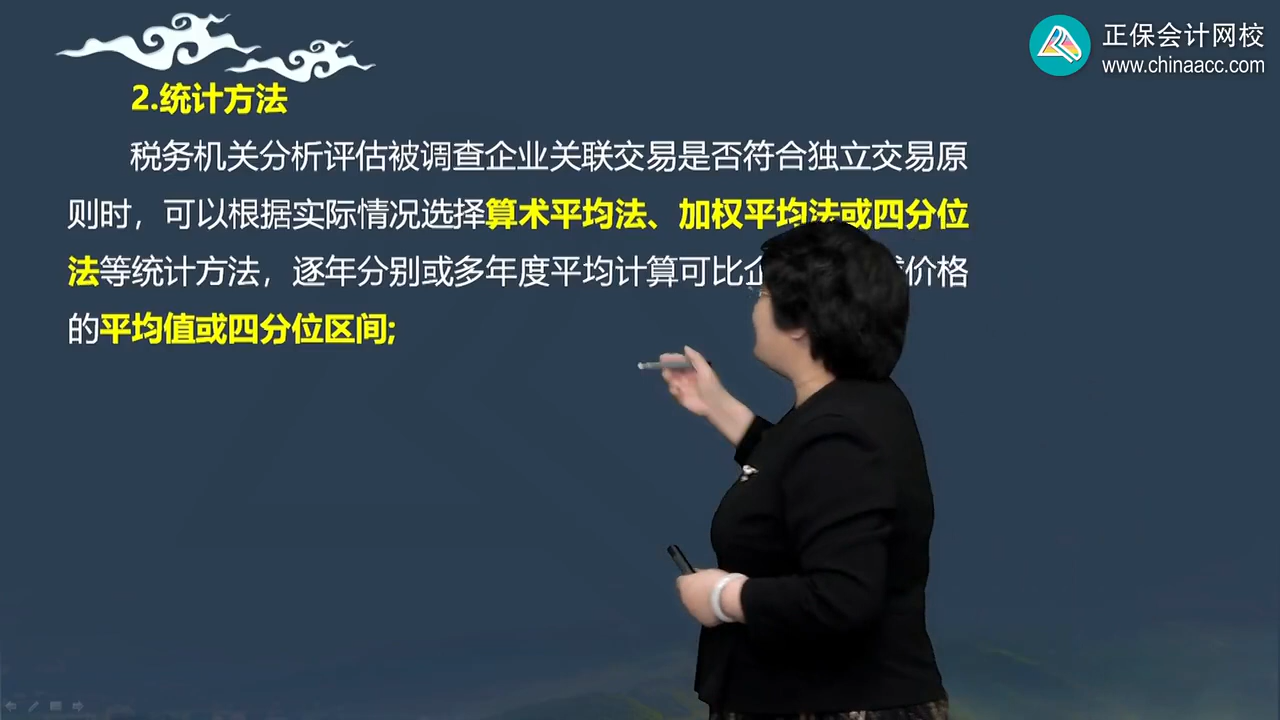 正保会计网校
www.chinaacc.com
2.统计方法
税务机关分析评估被调查企业关联交易是否符合独立交易原
则时，可以根据实际情况选择算术平均法、加权平均法或四分位
法等统计方法，逐年分别或多年度平均计算可比企 价格
的平均值或四分位区间;